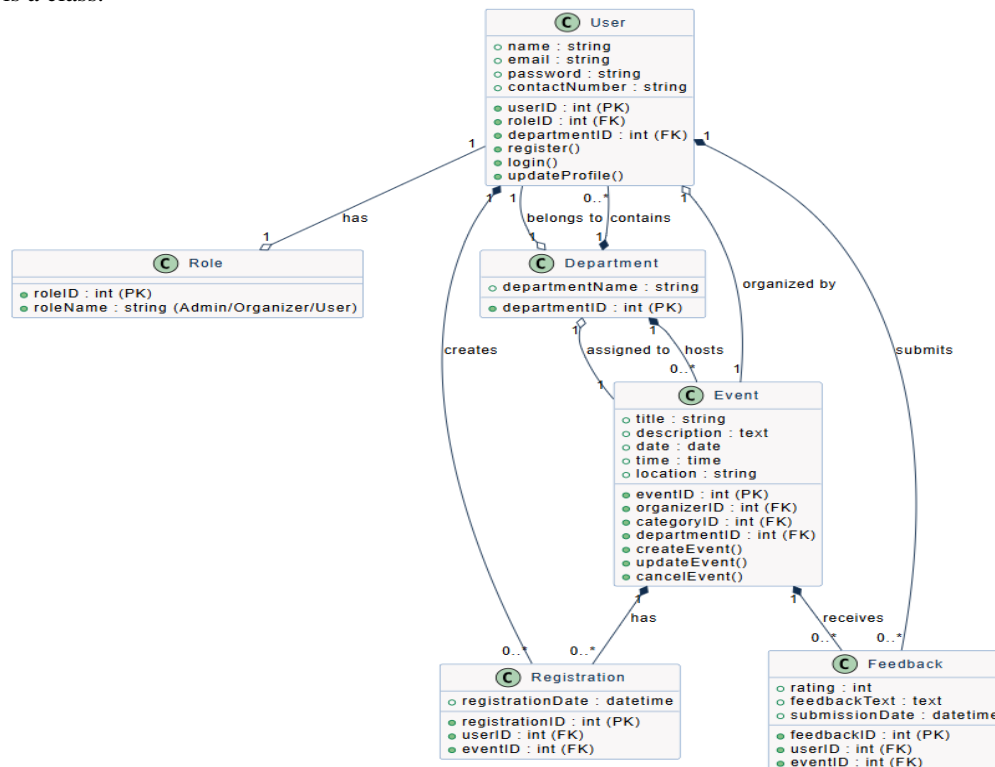 is a class.
C User
name : string
email : string
password : string
contactNumber : string
userID : int (PK)
roleID : int (FK)
departmentID : int (FK)
register()
login()
updateProfile()
1
1
1
1
0..*
1
has
belongs to
contains
1
1
1
C Role
roleID : int (PK)
roleName : string (Admin/Organizer/User)
C Department
departmentName : string
departmentID : int (PK)
organized by
1
1
creates
assigned to
hosts
submits
1
0..*
1
C Event
title : string
description : text
date : date
time : time
location : string
eventID : int (PK)
organizerID : int (FK)
categoryID : int (FK)
departmentID : int (FK)
createEvent()
updateEvent()
cancelEvent()
1
1
has
receives
0..*
0..*
0..*
0..*
C Registration
registrationDate : datetime
registrationID : int (PK)
userID : int (FK)
eventID : int (FK)
C Feedback
rating : int
feedbackText : text
submissionDate : datetime
feedbackID : int (PK)
userID : int (FK)
eventID : int (FK)